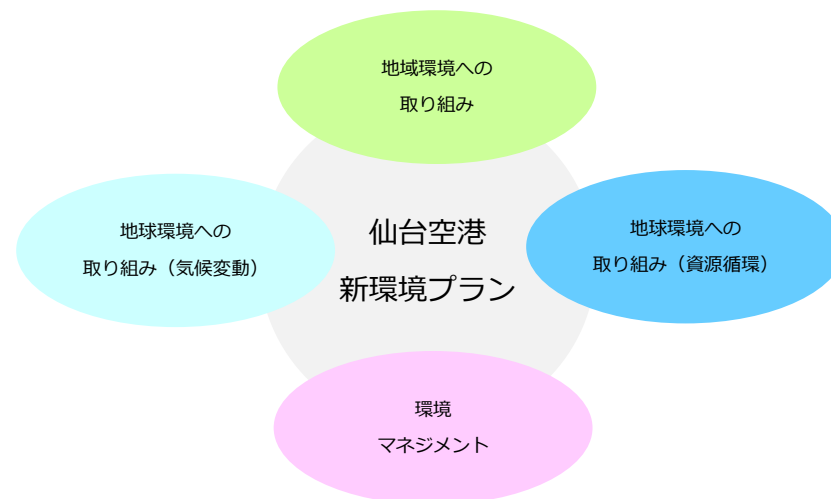 地域環境への
取り組み
地球環境への
取り組み（気候変動）
仙台空港
新環境プラン
地球環境への
取り組み（資源循環）
環境
マネジメント